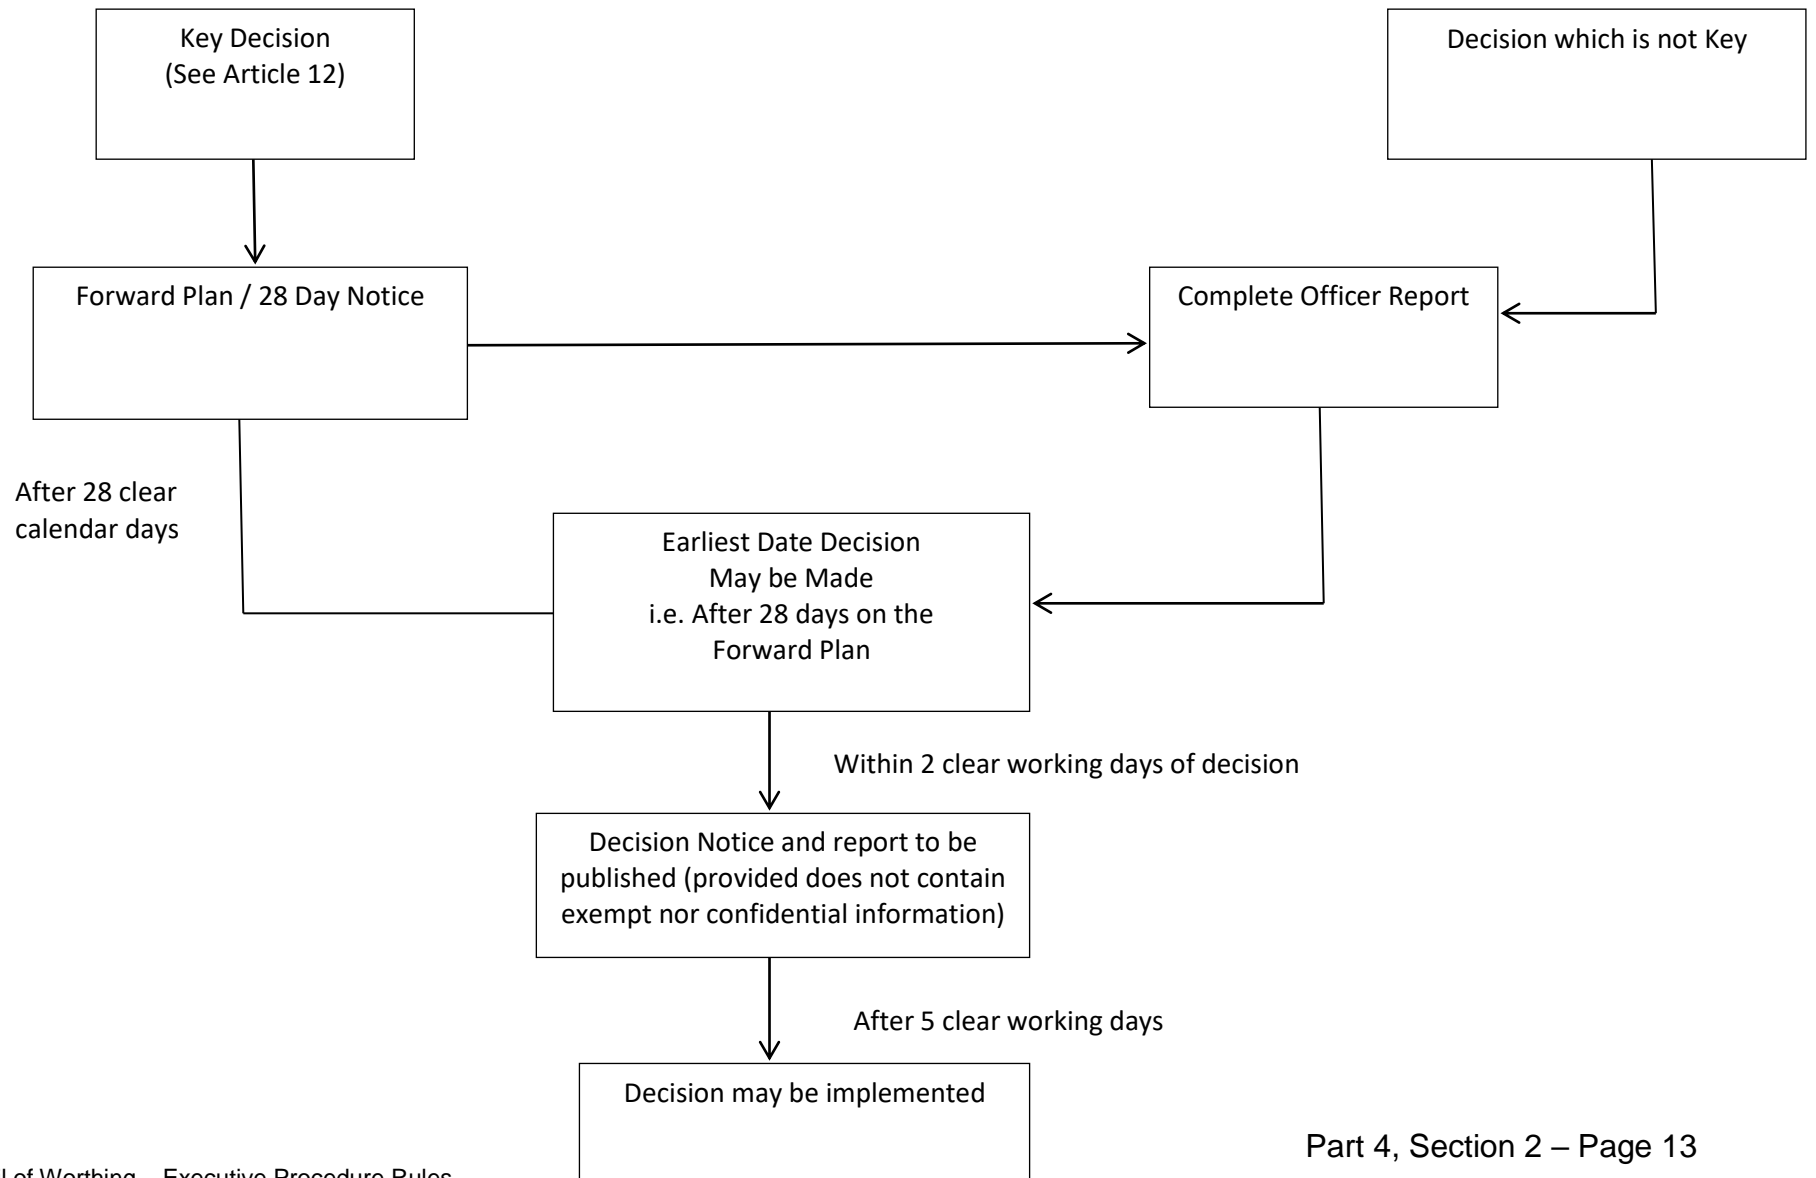 Key Decision
(See Article 12)
Decision which is not Key
Forward Plan / 28 Day Notice
Complete Officer Report
After 28 clear
calendar days
Earliest Date Decision
May be Made
i.e. After 28 days on the
Forward Plan
Within 2 clear working days of decision
Decision Notice and report to be
published (provided does not contain
exempt nor confidential information)
After 5 clear working days
Decision may be implemented
Part 4, Section 2 – Page 13
of Worthing – Executive Procedure Rules